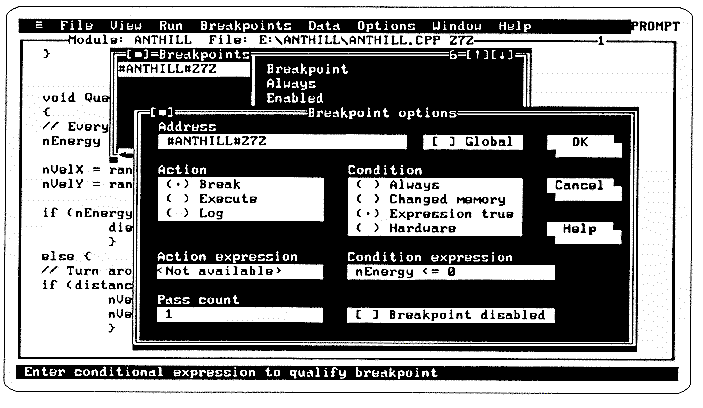 ≡ File View Run Breakpoints Data Options Window Help PROMPT
Module: ANTHILL File: E:\ANTHILL\ANTHILL.CPP 272 1
}
[■]=Breakpoints 6=[↑][↓]
#ANTHILL#272
Breakpoint
Always
Enabled
void Que
{
// Every
nEnergy
nVelX = ran
nVelY = ran
if (nEnergy
die
}
else {
// Turn aro
if (distanc
nVe
nVe
}
[■] Breakpoint options
Address
#ANTHILL#272
[ ] Global
OK
Action
(·) Break
( ) Execute
( ) Log
Condition
( ) Always
( ) Changed memory
(·) Expression true
( ) Hardware
Cancel
Help
Action expression
<Not available>
Condition expression
nEnergy <= 0
Pass count
1
[ ] Breakpoint disabled
Enter conditional expression to qualify breakpoint